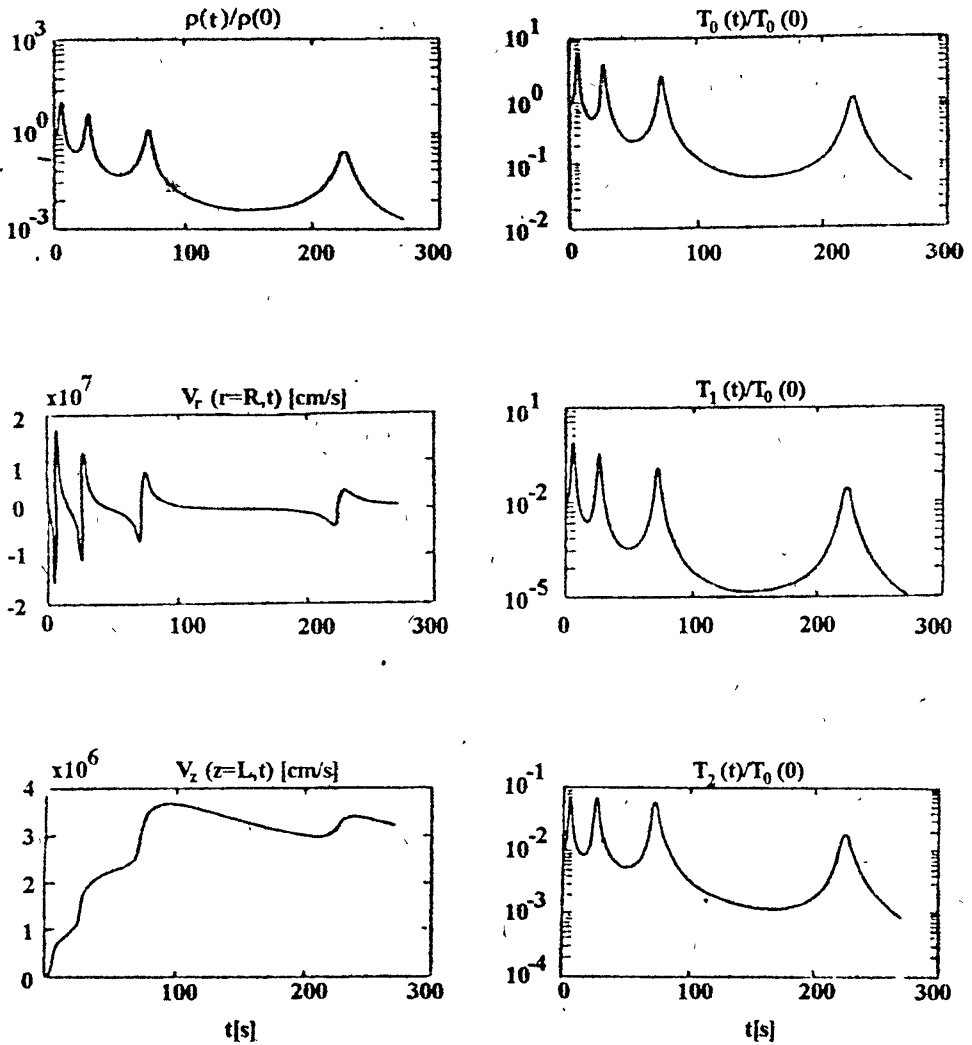 ρ(t)/ρ(0)
10^3
10^0
10^-3
0 100 200 300
T_0 (t)/T_0 (0)
10^1
10^0
10^-1
10^-2
0 100 200 300
x10^7
V_r (r=R,t) [cm/s]
2
1
0
-1
-2
0 100 200 300
T_1 (t)/T_0 (0)
10^1
10^-2
10^-5
0 100 200 300
x10^6
V_z (z=L,t) [cm/s]
4
3
2
1
0
100 200 300
t[s]
T_2 (t)/T_0 (0)
10^-1
10^-2
10^-3
10^-4
0 100 200 300
t[s]